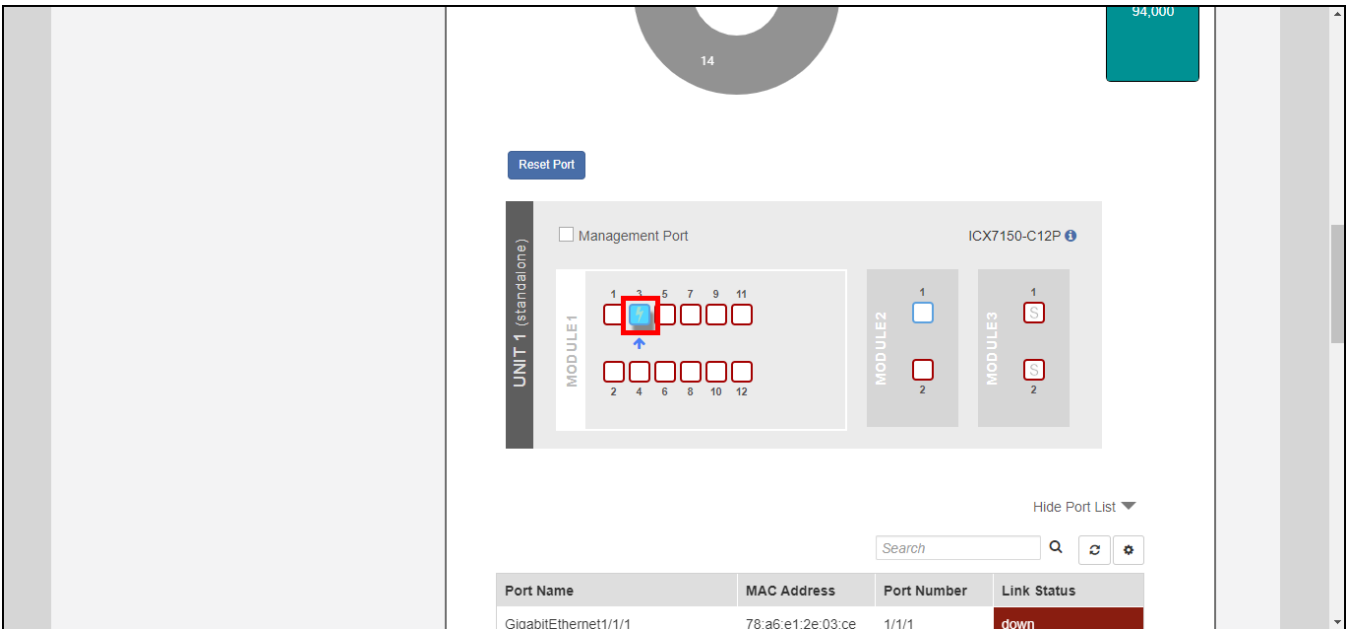 94,000
14
Reset Port
UNIT 1 (standalone)
Management Port
ICX7150-C12P
MODULE1
1 3 5 7 9 11
2 4 6 8 10 12
MODULE2
1
2
MODULE3
1
S
S
2
Hide Port List
Search
Port Name MAC Address Port Number Link Status
GigabitEthernet1/1/1 78:a6:e1:2e:03:ce 1/1/1 down